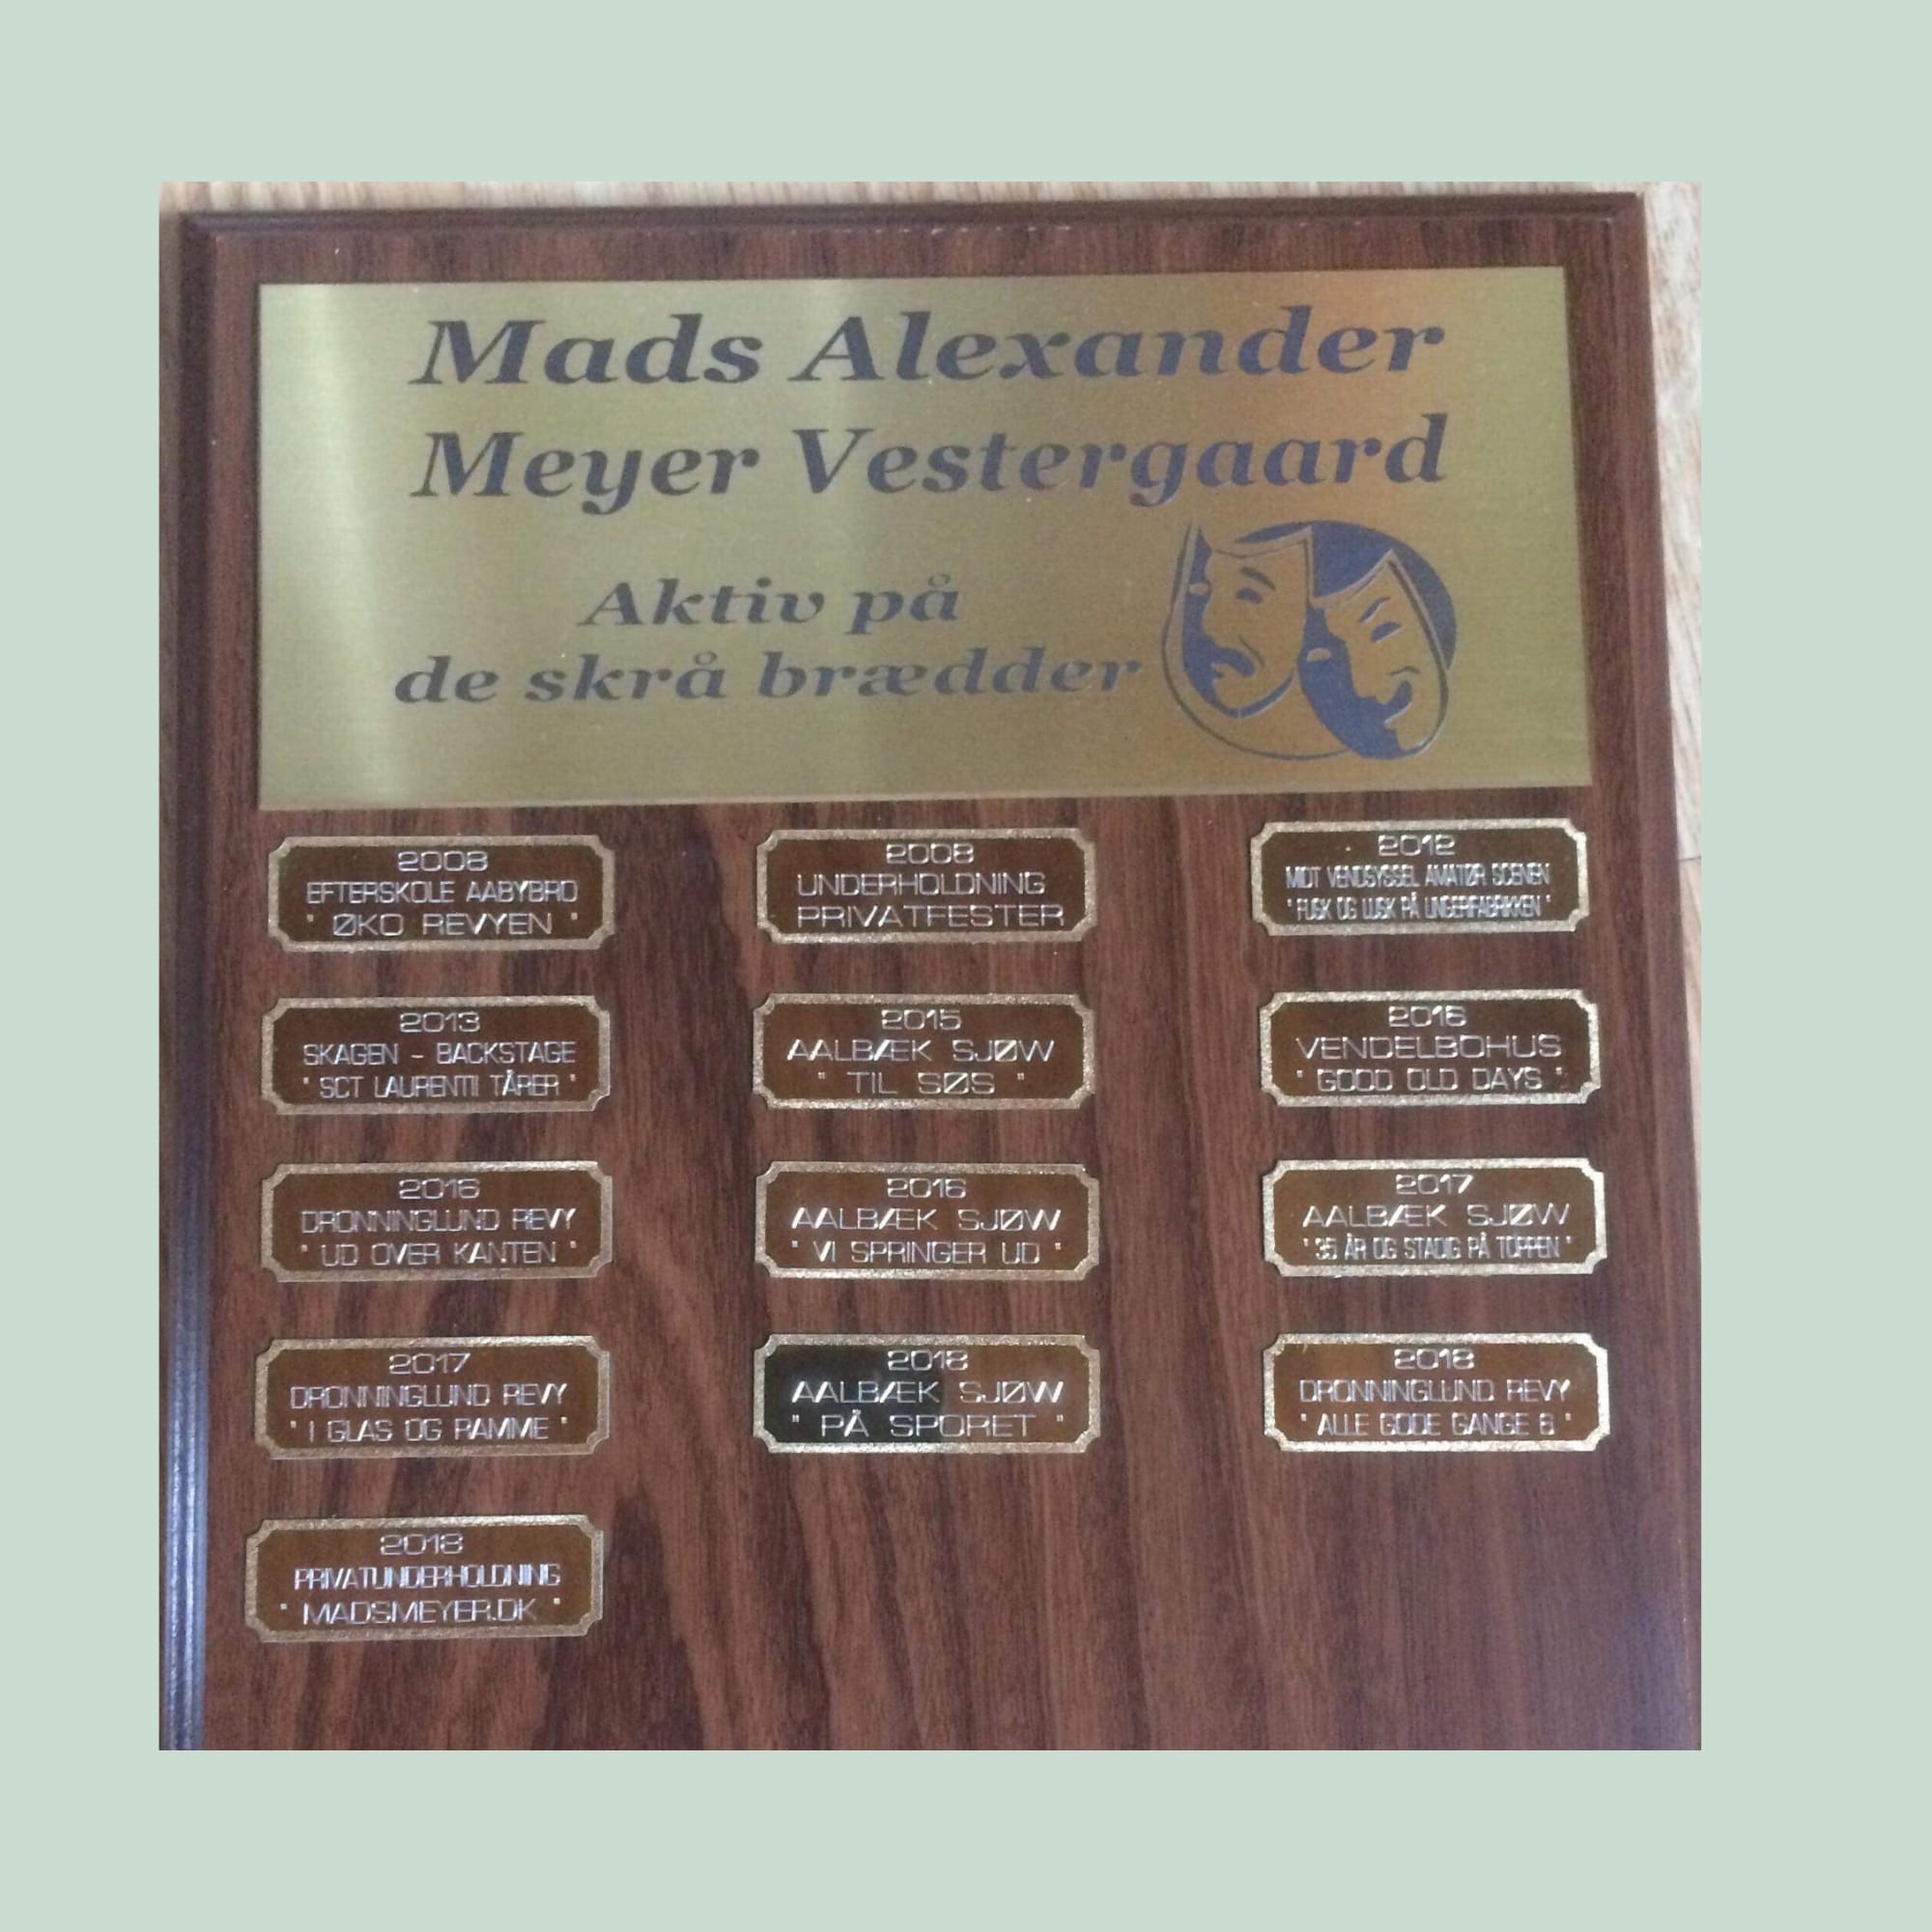 Mads Alexander
Meyer Vestergaard
Aktiv på
de skrå brædder
2008
EFTERSKOLE AABYBRO
" ØKO REVYEN "
2008
UNDERHOLDNING
PRIVATFESTER
2012
MIDT VENDSYSSEL AMATØR SCENEN
" FUSK OG LUSK PÅ UNGERFABRIKKEN "
2013
SKAGEN - BACKSTAGE
" SCT LAURENTII TÅRER "
2015
AALBÆK SJØW
" TIL SØS "
2016
VENDELBOHUS
" GOOD OLD DAYS "
2016
DRONNINGLUND REVY
" UD OVER KANTEN "
2016
AALBÆK SJØW
" VI SPRINGER UD "
2017
AALBÆK SJØW
" 35 ÅR OG STADIG PÅ TOPPEN "
2017
DRONNINGLUND REVY
" I GLAS OG RAMME "
2018
AALBÆK SJØW
" PÅ SPORET "
2018
DRONNINGLUND REVY
" ALLE GODE GANGE 6 "
2018
PRIVATUNDERHOLDNING
" MADSMEYER.DK "